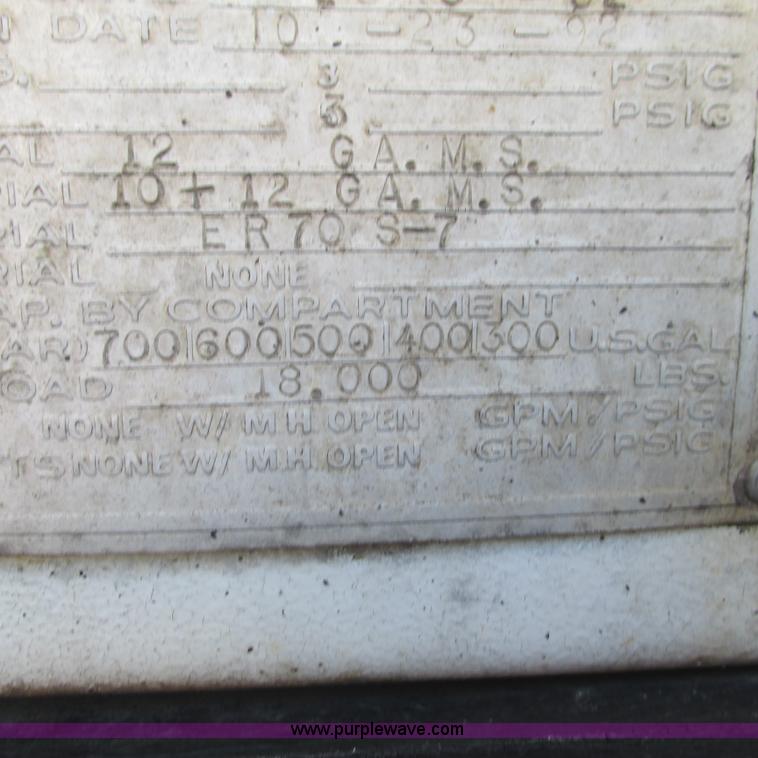 DATE 10 -23 -92
3 PSIG
5 PSIG
AL 12 GA. M. S.
RIAL 10 + 12 GA. M. S.
RIAL ER70 S-7
RIAL NONE
AP. BY COMPARTMENT
AR) 700|600|500|400|300 U.S.GAL
OAD 18.000 LBS.
NONE W/ M.H OPEN GPM/PSIG
TS NONE W/ M.H. OPEN GPM/PSIG
www.purplewave.com